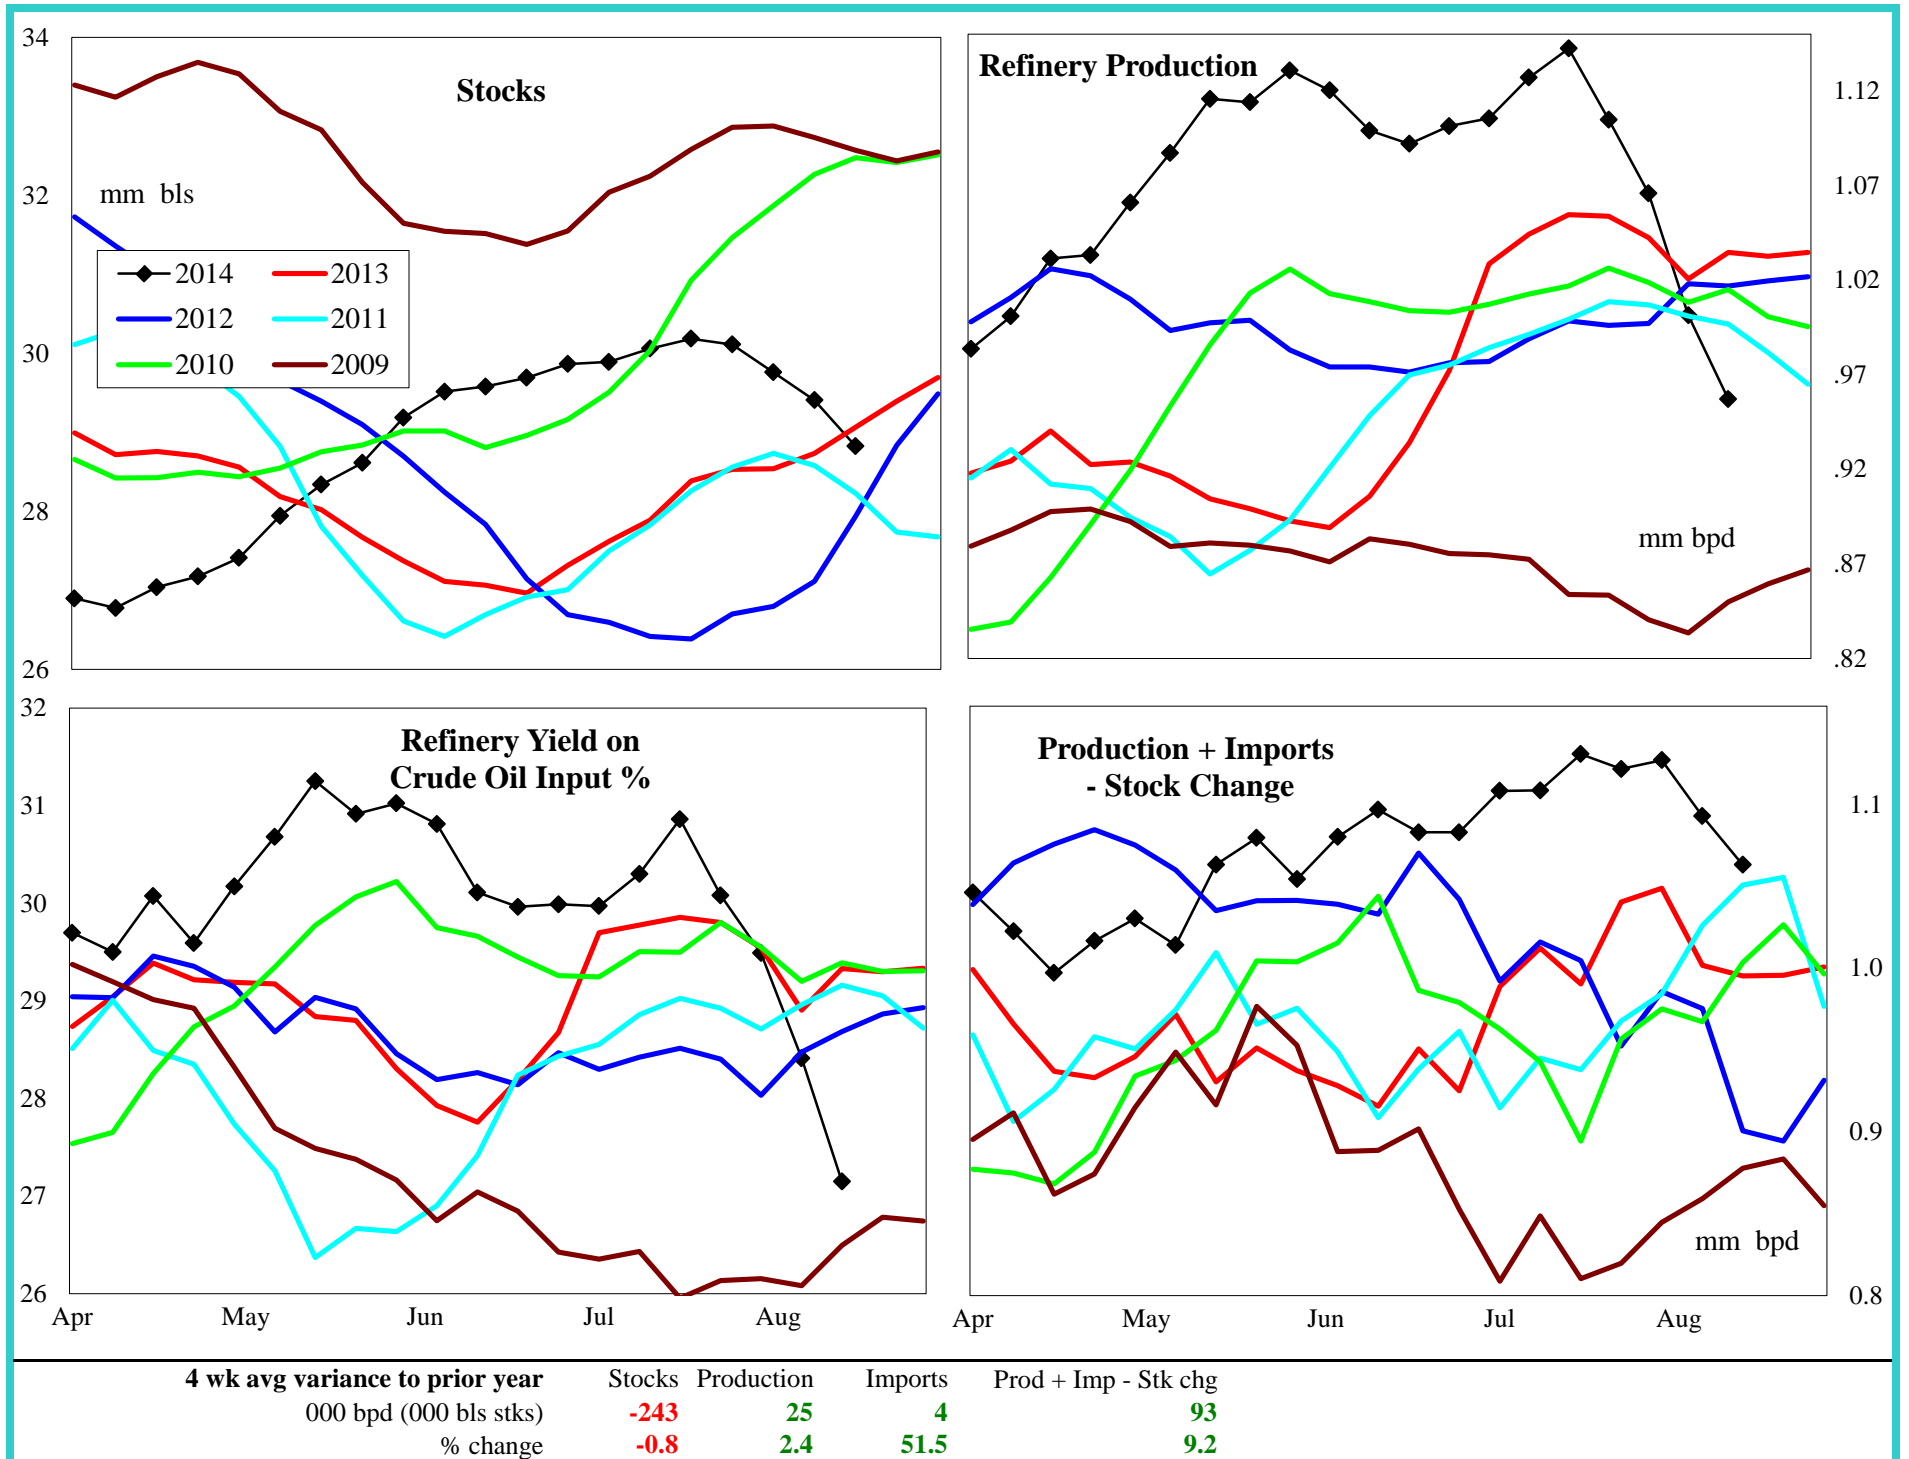 Stocks
34
32
30
28
26
mm bls
2014
2013
2012
2011
2010
2009
Refinery Production
1.12
1.07
1.02
.97
.92
.87
.82
mm bpd
Refinery Yield on
Crude Oil Input %
32
31
30
29
28
27
26
Apr May Jun Jul Aug
Production + Imports
- Stock Change
1.1
1.0
0.9
0.8
mm bpd
Apr May Jun Jul Aug
4 wk avg variance to prior year Stocks Production Imports Prod + Imp - Stk chg
000 bpd (000 bls stks) -243 25 4 93
% change -0.8 2.4 51.5 9.2